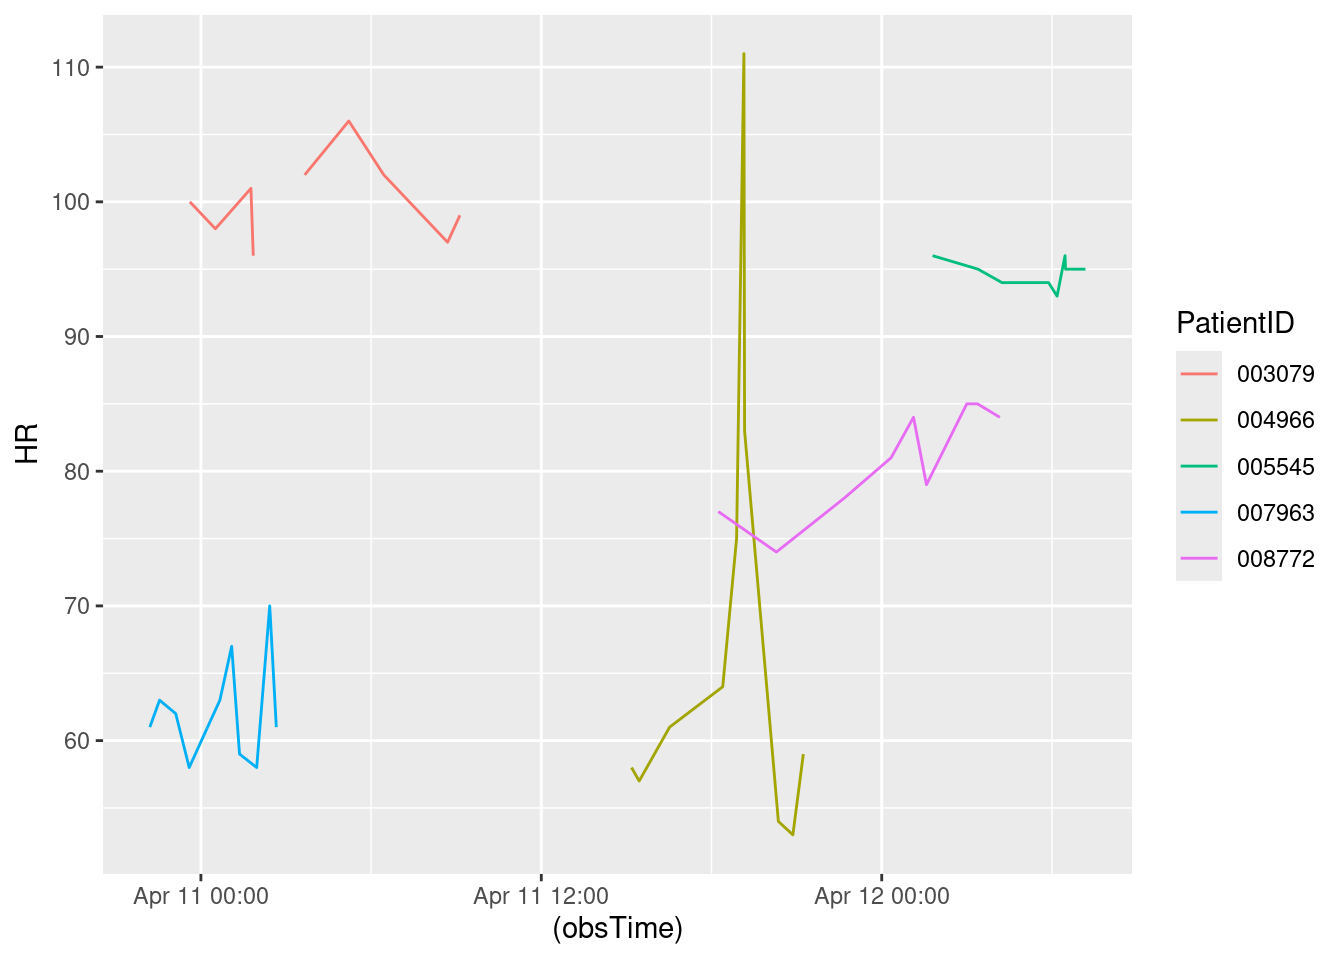 110
100
90
80
70
60
HR
Apr 11 00:00
Apr 11 12:00
Apr 12 00:00
(obsTime)
PatientID
003079
004966
005545
007963
008772